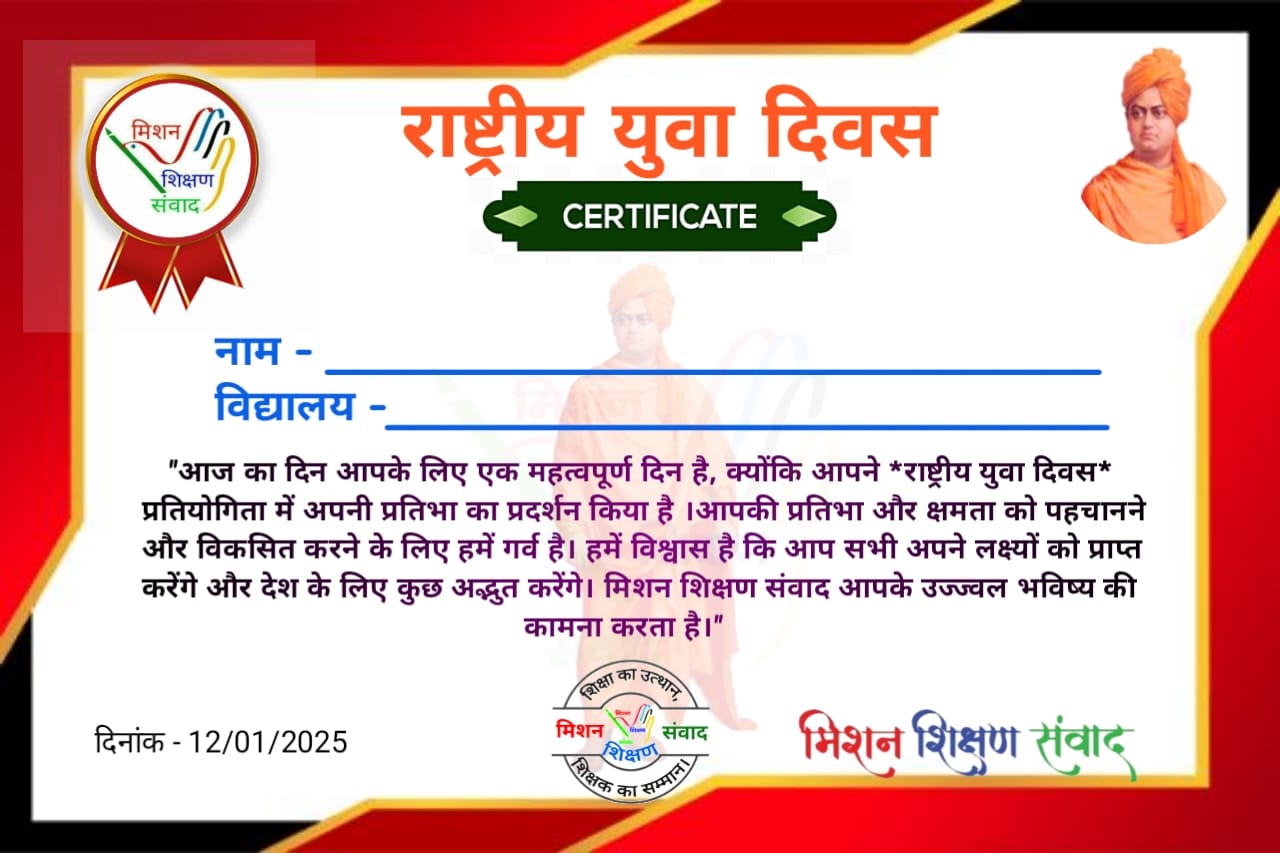 मिशन
शिक्षण
संवाद
राष्ट्रीय युवा दिवस
CERTIFICATE
नाम - ____________________
विद्यालय -____________________
"आज का दिन आपके लिए एक महत्वपूर्ण दिन है, क्योंकि आपने *राष्ट्रीय युवा दिवस*
प्रतियोगिता में अपनी प्रतिभा का प्रदर्शन किया है ।आपकी प्रतिभा और क्षमता को पहचानने
और विकसित करने के लिए हमें गर्व है। हमें विश्वास है कि आप सभी अपने लक्ष्यों को प्राप्त
करेंगे और देश के लिए कुछ अद्भुत करेंगे। मिशन शिक्षण संवाद आपके उज्ज्वल भविष्य की
कामना करता है।"
दिनांक - 12/01/2025
शिक्षा का उत्थान,
मिशन शिक्षण संवाद
शिक्षक का सम्मान।
मिशन शिक्षण संवाद